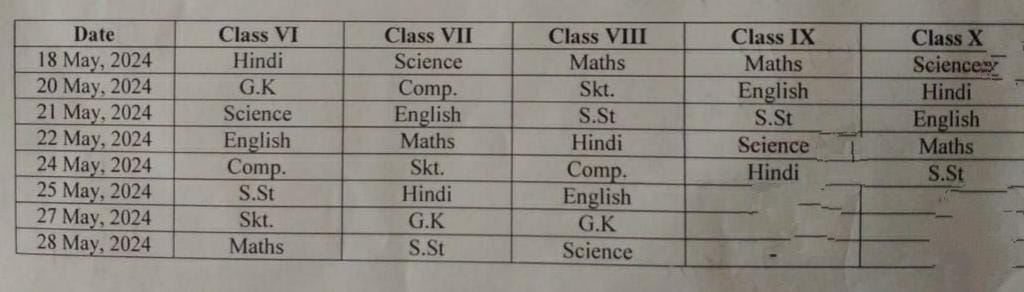 Date Class VI Class VII Class VIII Class IX Class X
18 May, 2024 Hindi Science Maths Maths Science
20 May, 2024 G.K Comp. Skt. English Hindi
21 May, 2024 Science English S.St S.St English
22 May, 2024 English Maths Hindi Science Maths
24 May, 2024 Comp. Skt. Comp. Hindi S.St
25 May, 2024 S.St Hindi English
27 May, 2024 Skt. G.K G.K
28 May, 2024 Maths S.St Science -